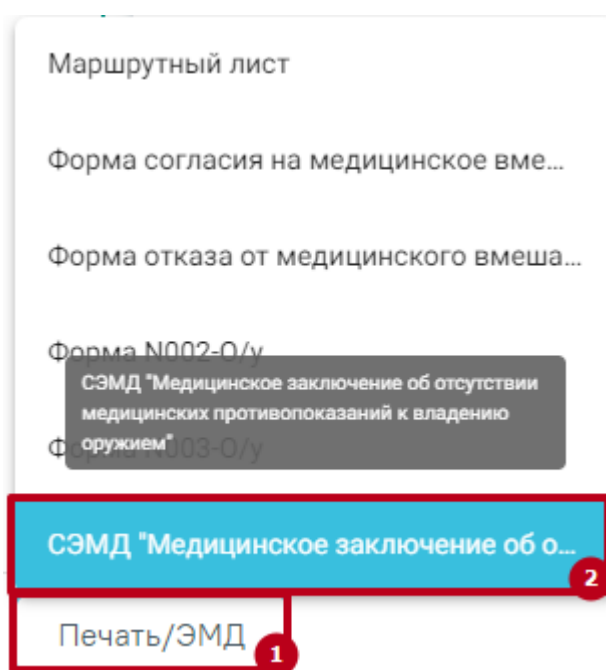 Маршрутный лист
Форма согласия на медицинское вме...
Форма отказа от медицинского вмеша...
Форма N002-О/у
СЭМД "Медицинское заключение об отсутствии
медицинских противопоказаний к владению
оружием"
Форма N003-О/у
СЭМД "Медицинское заключение об о...
2
Печать/ЭМД
1